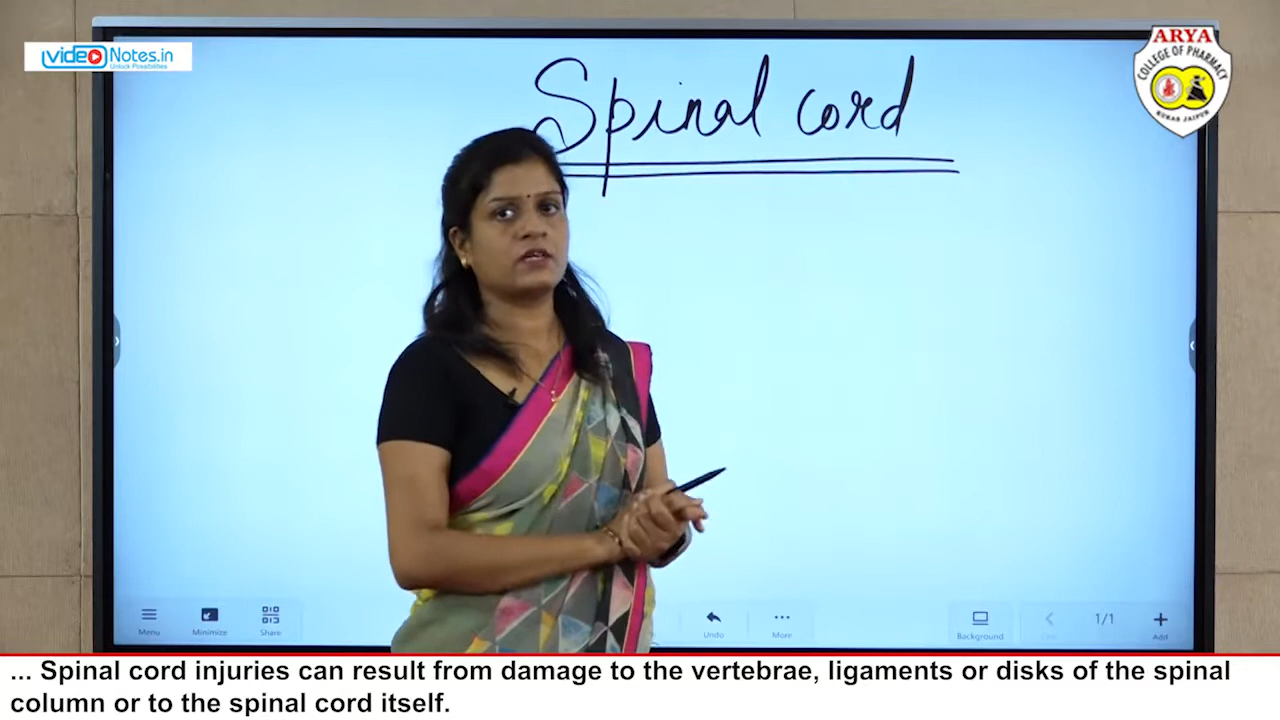 videoNotes.in
Unlock Possibilities
ARYA
COLLEGE OF PHARMACY
KUKAS JAIPUR
Spinal cord
Menu
Minimize
Share
Undo
More
Background
1/1
Add
... Spinal cord injuries can result from damage to the vertebrae, ligaments or disks of the spinal
column or to the spinal cord itself.